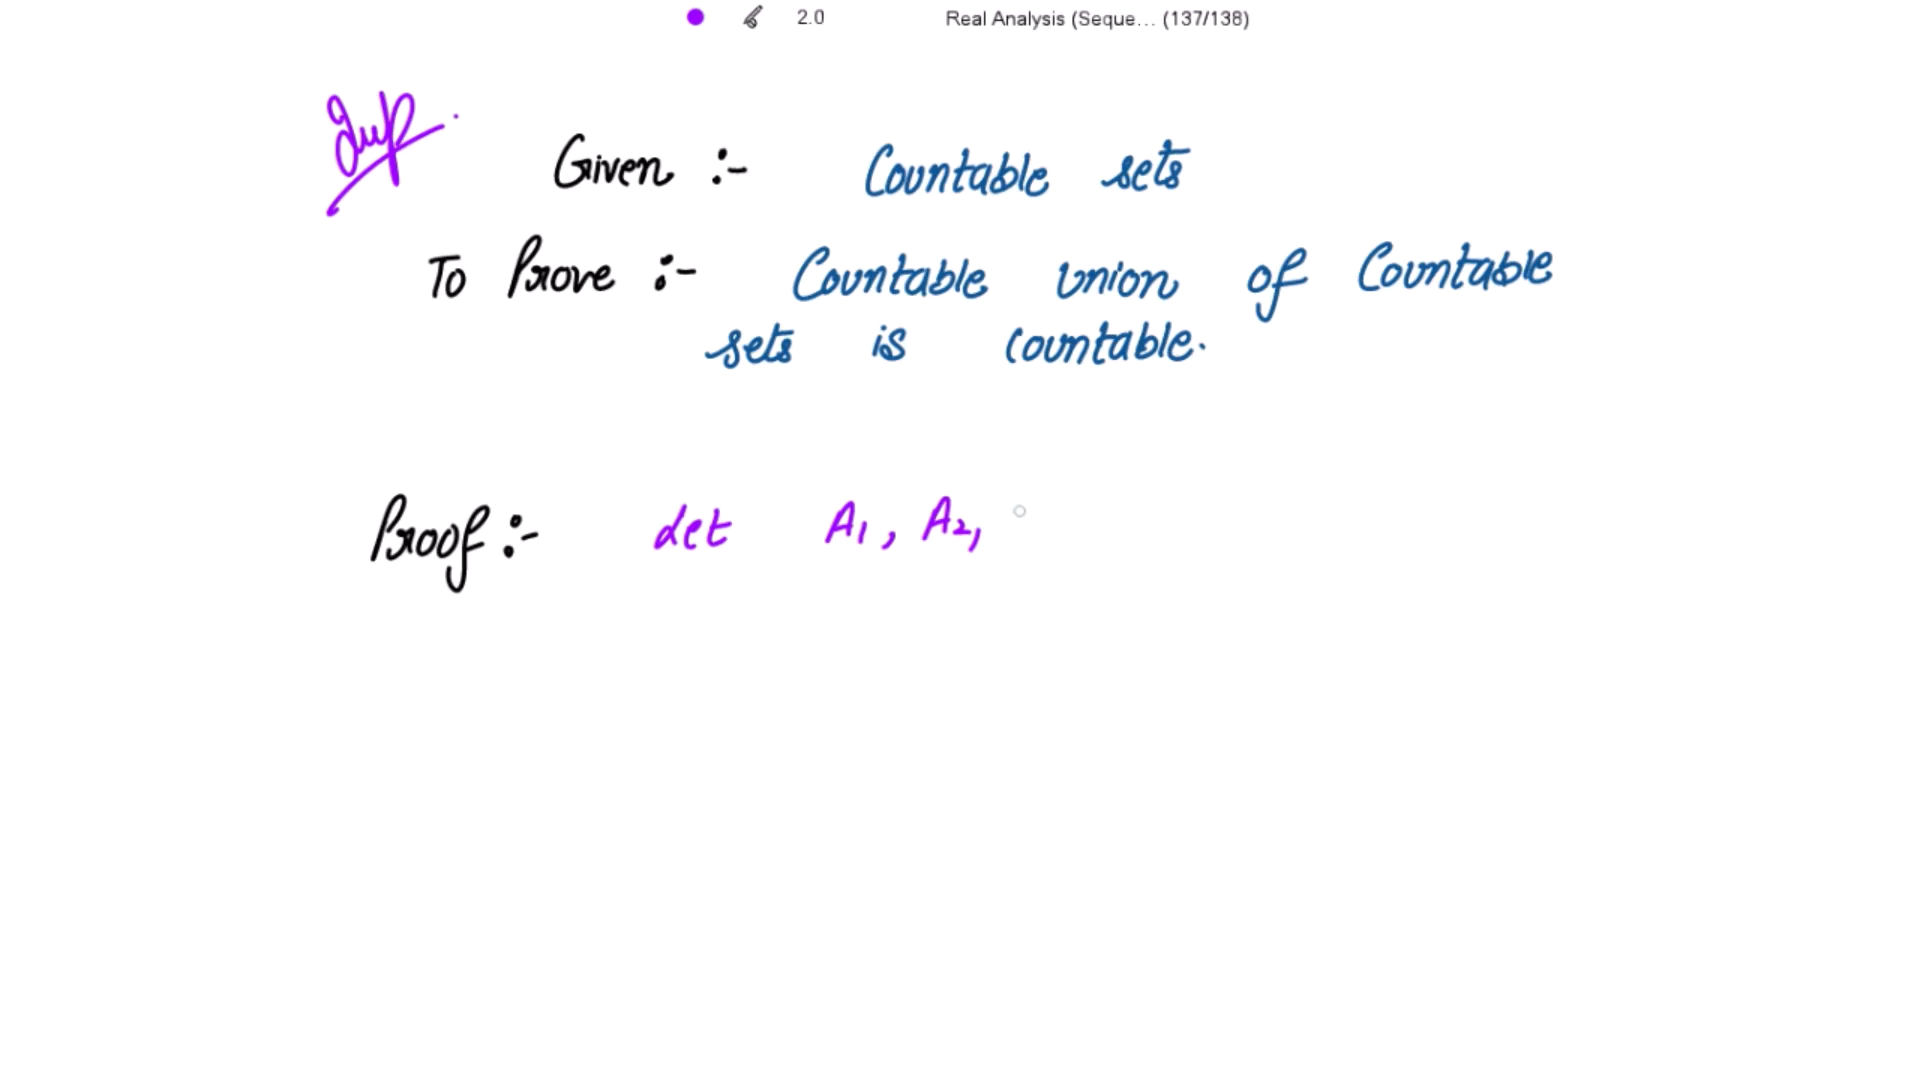 2.0 Real Analysis (Seque... (137/138)
Imp.
Given :- Countable sets
To Prove :- Countable union of Countable
sets is countable.
Proof :- Let A1, A2,